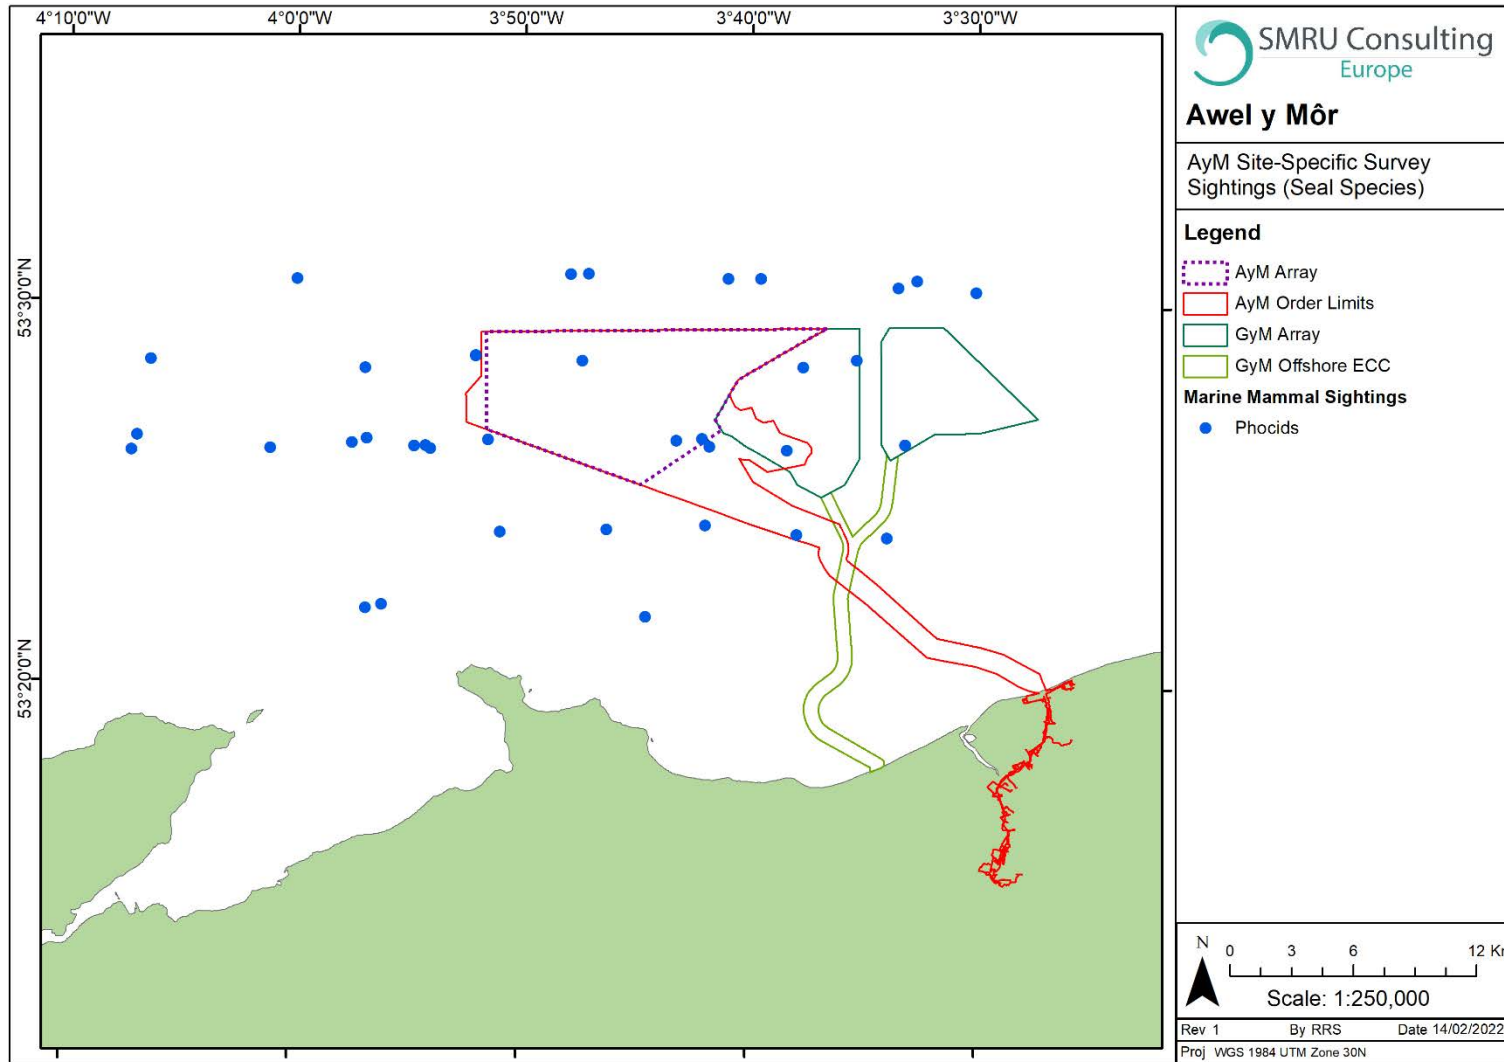 4°10'0"W
4°0'0"W
3°50'0"W
3°40'0"W
3°30'0"W
53°30'0"N
53°20'0"N
SMRU Consulting
Europe
Awel y Môr
AyM Site-Specific Survey
Sightings (Seal Species)
Legend
AyM Array
AyM Order Limits
GyM Array
GyM Offshore ECC
Marine Mammal Sightings
Phocids
N
0 3 6 12 Km
Scale: 1:250,000
Rev 1 By RRS Date 14/02/2022
Proj WGS 1984 UTM Zone 30N